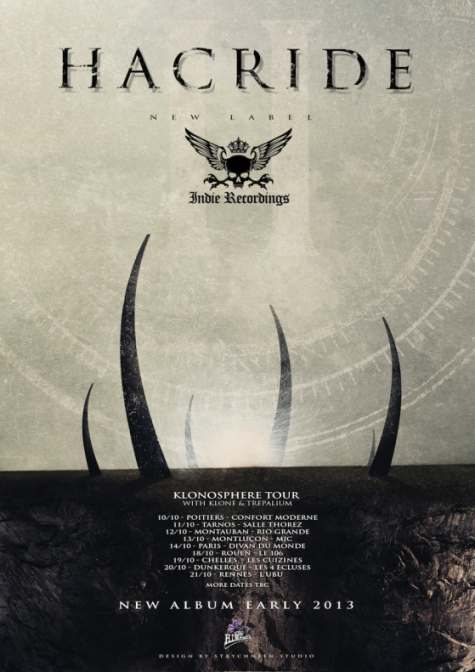 HACRIDE
NEW LABEL
Indie Recordings
KLONOSPHERE TOUR
WITH KLONE & TREPALIUM
10/10 - POITIERS - CONFORT MODERNE
11/10 - TARNOS - SALLE THOREZ
12/10 - MONTAUBAN - RIO GRANDE
13/10 - MONTLUÇON - MJC
14/10 - PARIS - DIVAN DU MONDE
18/10 - ROUEN - LE 106
19/10 - CHELLES - LES CUIZINES
20/10 - DUNKERQUE - LES 4 ECLUSES
21/10 - RENNES - L'UBU
MORE DATES TBC
NEW ALBUM EARLY 2013
DESIGN BY STRYCHNEEN STUDIO